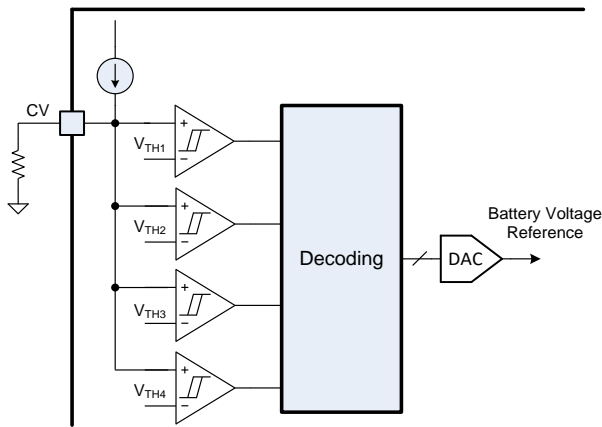 CV
+
V_TH1
−
+
V_TH2
−
+
V_TH3
−
+
V_TH4
−
Decoding
DAC
Battery Voltage
Reference